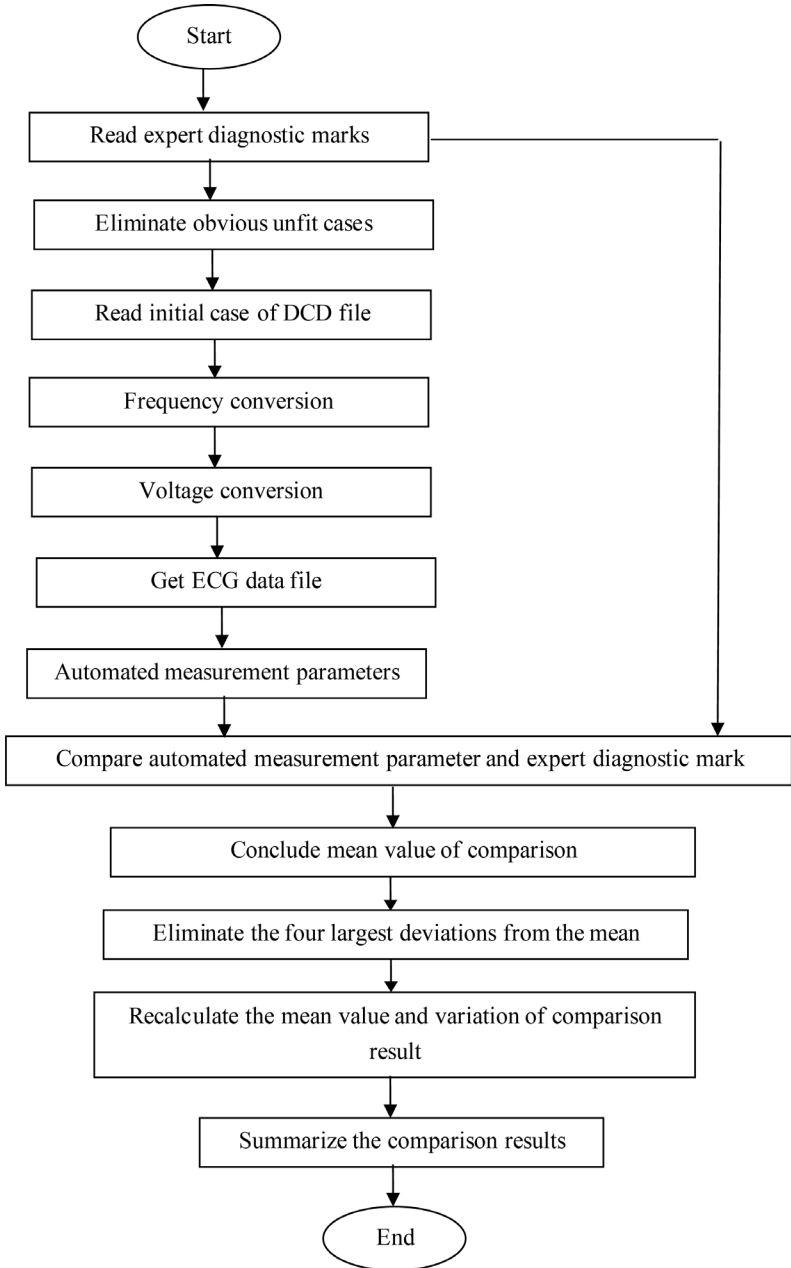 Start
Read expert diagnostic marks
Eliminate obvious unfit cases
Read initial case of DCD file
Frequency conversion
Voltage conversion
Get ECG data file
Automated measurement parameters
Compare automated measurement parameter and expert diagnostic mark
Conclude mean value of comparison
Eliminate the four largest deviations from the mean
Recalculate the mean value and variation of comparison
result
Summarize the comparison results
End